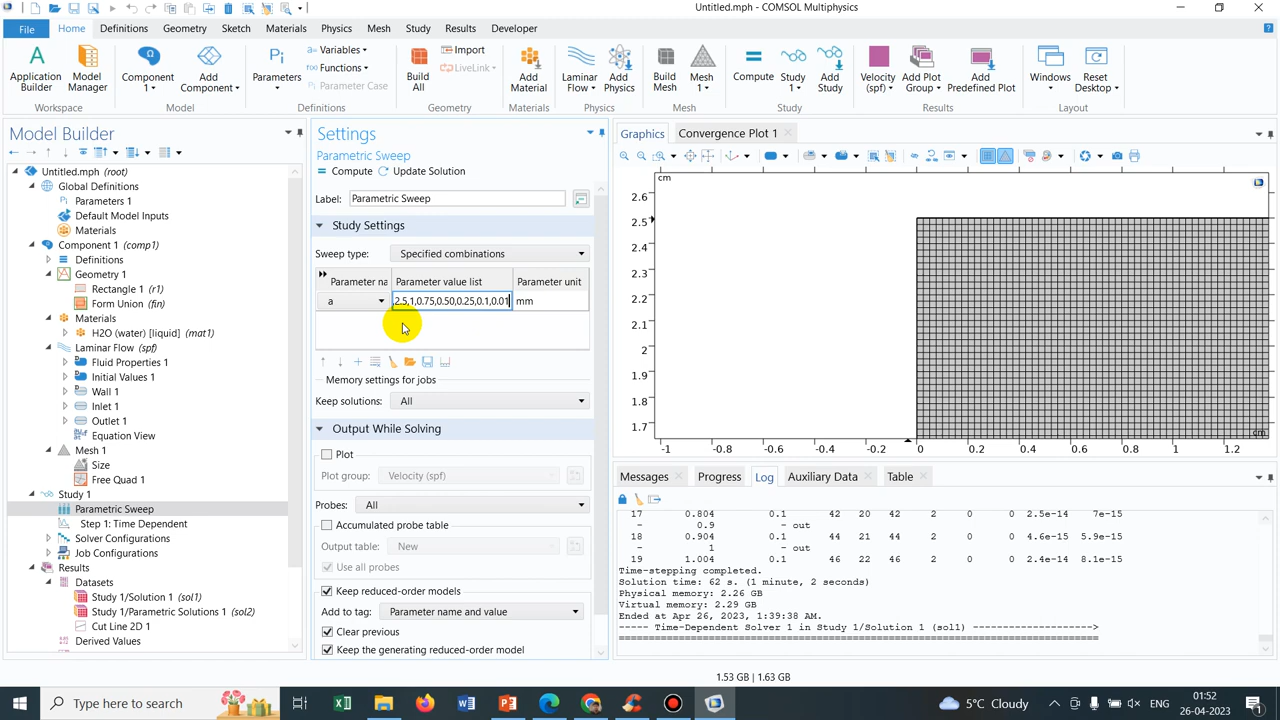 Untitled.mph - COMSOL Multiphysics
File Home Definitions Geometry Sketch Materials Physics Mesh Study Results Developer
Application Builder
Model Manager
Component 1
Add Component
Parameters
a= Variables
f(x) Functions
Pi Parameter Case
Build All
Import
LiveLink
Add Material
Laminar Flow
Add Physics
Build Mesh
Mesh 1
Compute
Study 1
Add Study
Velocity (spf)
Add Plot Group
Add Predefined Plot
Windows
Reset Desktop
Workspace Model Definitions Geometry Materials Physics Mesh Study Results Layout
Model Builder
Untitled.mph (root)
Global Definitions
Pi Parameters 1
Default Model Inputs
Materials
Component 1 (comp1)
Definitions
Geometry 1
Rectangle 1 (r1)
Form Union (fin)
Materials
H2O (water) [liquid] (mat1)
Laminar Flow (spf)
Fluid Properties 1
Initial Values 1
Wall 1
Inlet 1
Outlet 1
Equation View
Mesh 1
Size
Free Quad 1
Study 1
Parametric Sweep
Step 1: Time Dependent
Solver Configurations
Job Configurations
Results
Datasets
Study 1/Solution 1 (sol1)
Study 1/Parametric Solutions 1 (sol2)
Cut Line 2D 1
Derived Values
Settings
Parametric Sweep
= Compute Update Solution
Label: Parametric Sweep
Study Settings
Sweep type: Specified combinations
Parameter na Parameter value list Parameter unit
a 2.5,1,0.75,0.50,0.25,0.1,0.01 mm
Memory settings for jobs
Keep solutions: All
Output While Solving
Plot
Plot group: Velocity (spf)
Probes: All
Accumulated probe table
Output table: New
Use all probes
Keep reduced-order models
Add to tag: Parameter name and value
Clear previous
Keep the generating reduced-order model
Graphics Convergence Plot 1
cm
2.6
2.5
2.4
2.3
2.2
2.1
2
1.9
1.8
1.7
cm
-1 -0.8 -0.6 -0.4 -0.2 0 0.2 0.4 0.6 0.8 1 1.2
Messages Progress Log Auxiliary Data Table
17 0.804 0.1 42 20 42 2 0 0 2.5e-14 7e-15
- 0.9 - out
18 0.904 0.1 44 21 44 2 0 0 4.6e-15 5.9e-15
- 1 - out
19 1.004 0.1 46 22 46 2 0 0 2.4e-14 8.1e-15
Time-stepping completed.
Solution time: 62 s. (1 minute, 2 seconds)
Physical memory: 2.26 GB
Virtual memory: 2.29 GB
Ended at Apr 26, 2023, 1:39:38 AM.
----- Time-Dependent Solver 1 in Study 1/Solution 1 (sol1) -------------------->
1.53 GB | 1.63 GB
Type here to search
5°C Cloudy
ENG
01:52
26-04-2023